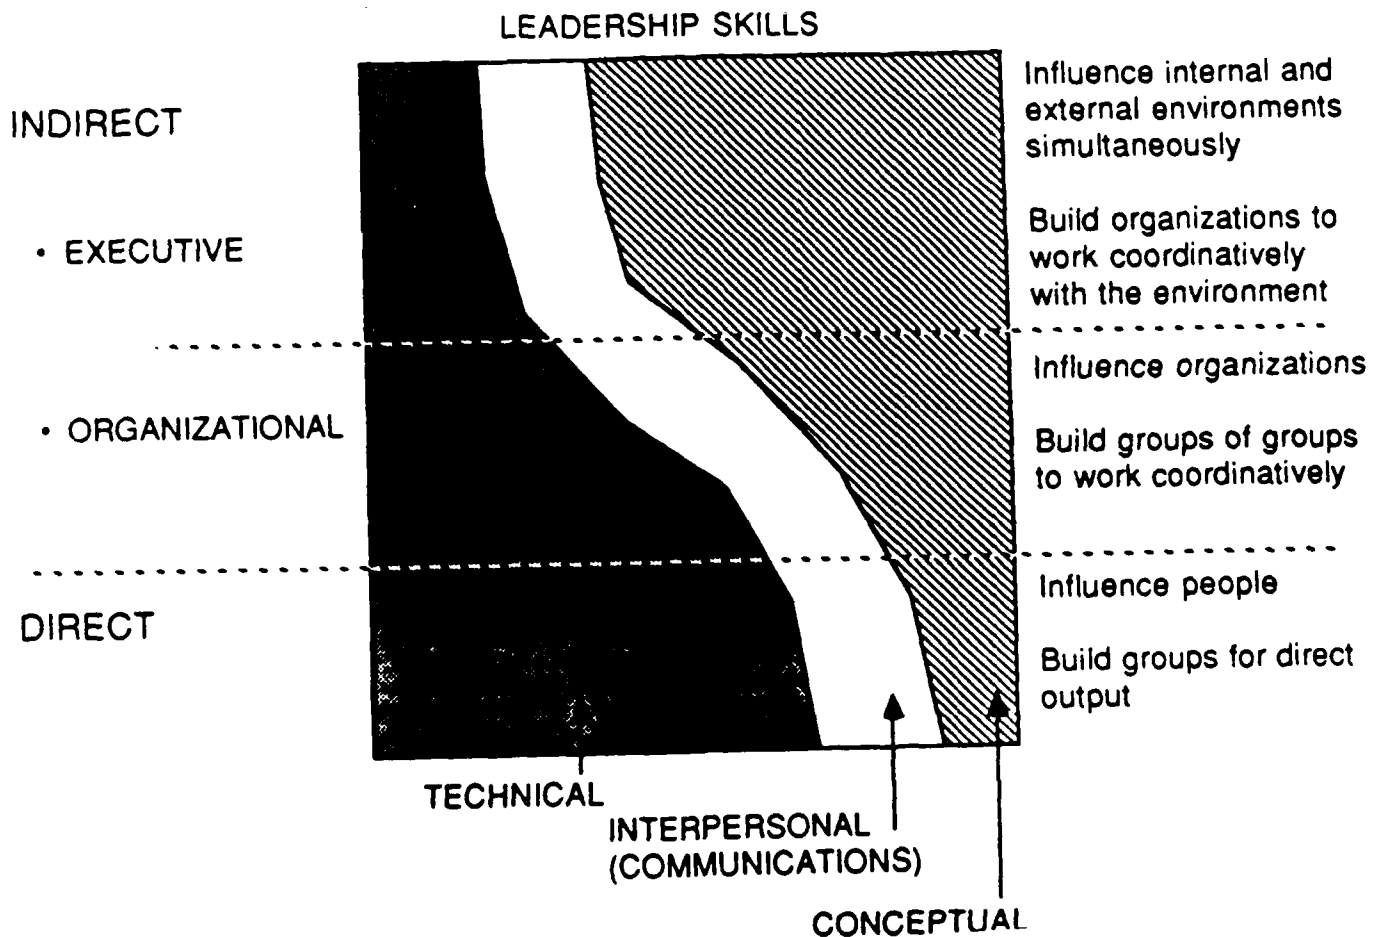 LEADERSHIP SKILLS
INDIRECT
• EXECUTIVE
• ORGANIZATIONAL
DIRECT
Influence internal and
external environments
simultaneously
Build organizations to
work coordinatively
with the environment
Influence organizations
Build groups of groups
to work coordinatively
Influence people
Build groups for direct
output
TECHNICAL
INTERPERSONAL
(COMMUNICATIONS)
CONCEPTUAL